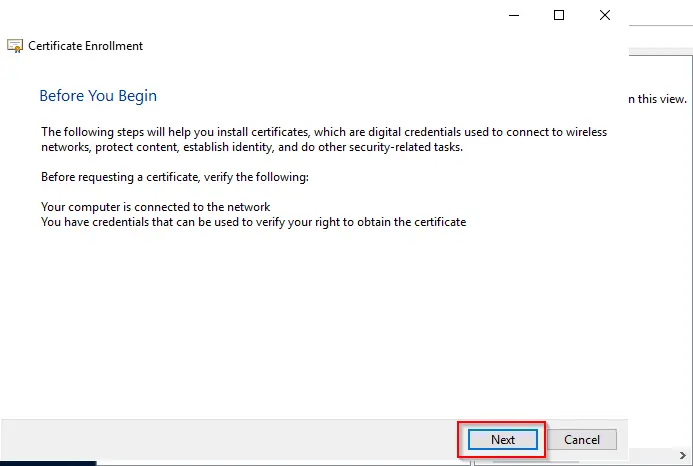 Certificate Enrollment
Before You Begin
n this view.
The following steps will help you install certificates, which are digital credentials used to connect to wireless
networks, protect content, establish identity, and do other security-related tasks.
Before requesting a certificate, verify the following:
Your computer is connected to the network
You have credentials that can be used to verify your right to obtain the certificate
Next
Cancel